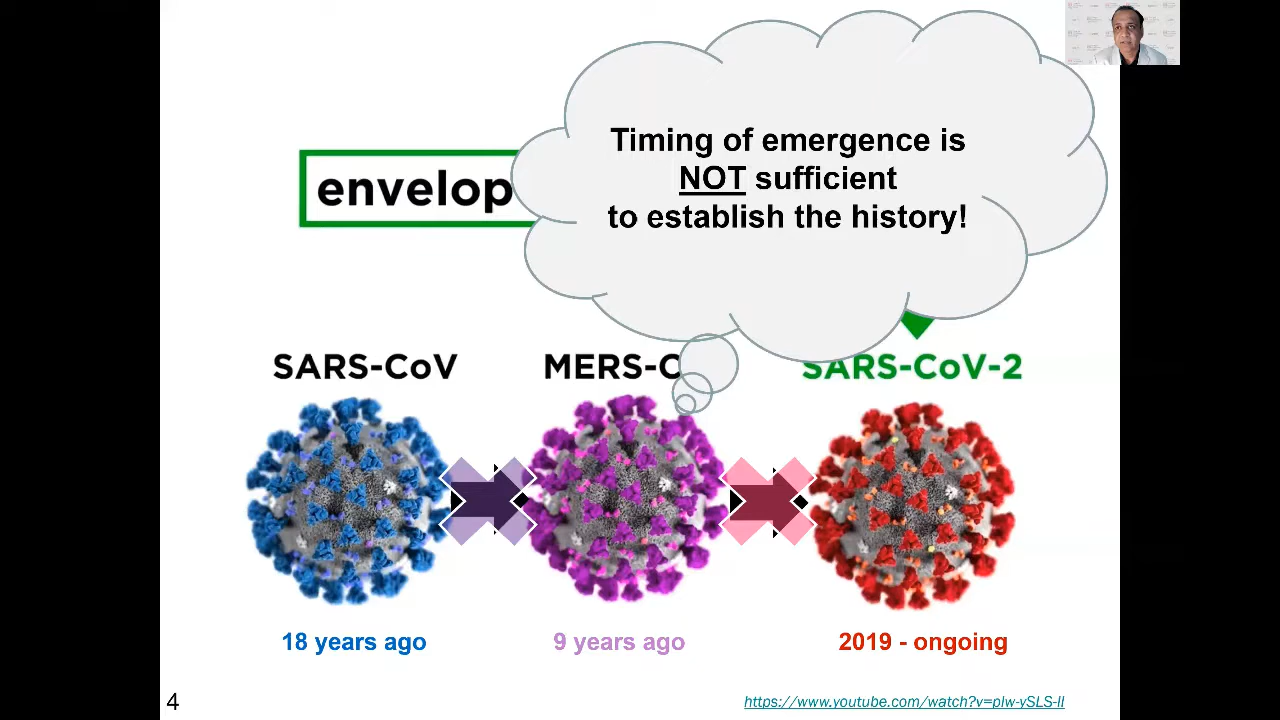 Timing of emergence is
NOT sufficient
to establish the history!
envelop
SARS-CoV
MERS-C
SARS-CoV-2
18 years ago
9 years ago
2019 - ongoing
4
https://www.youtube.com/watch?v=plw-ySLS-lI